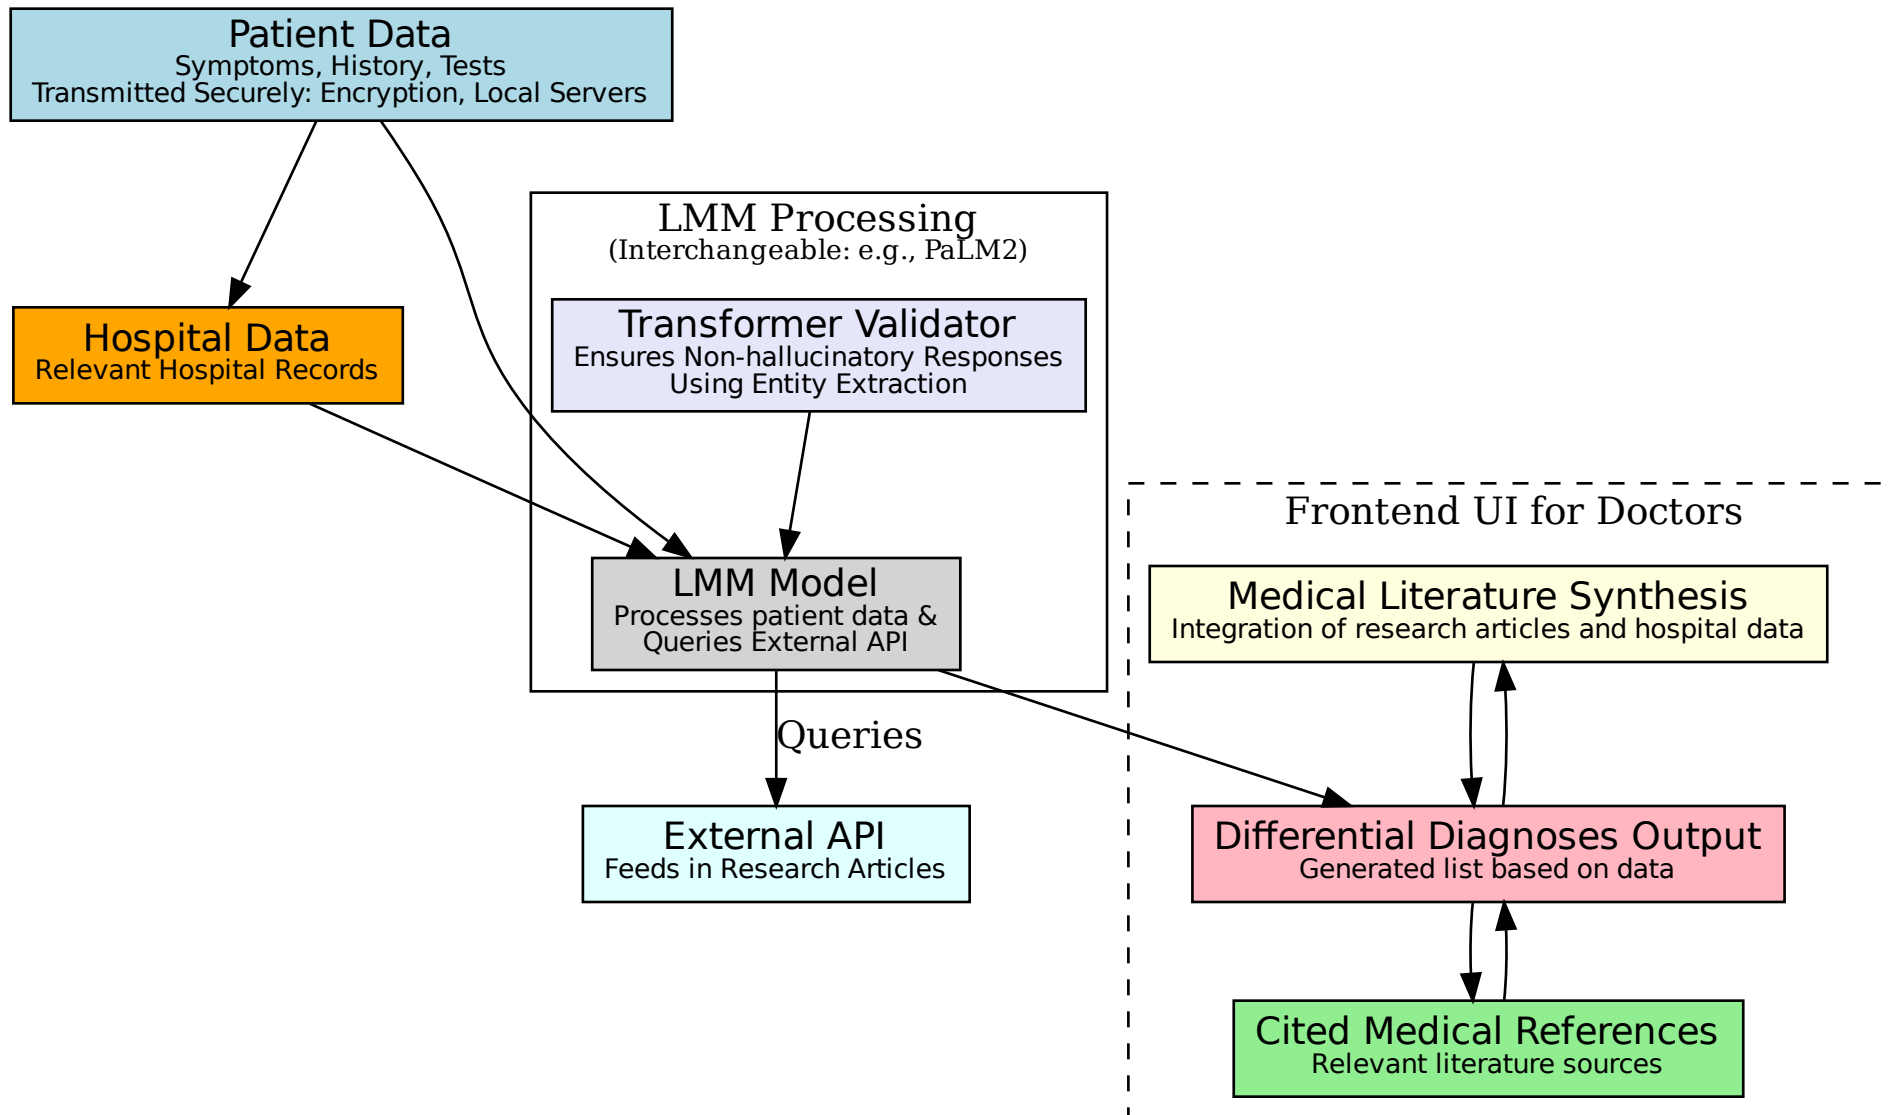 Patient Data
Symptoms, History, Tests
Transmitted Securely: Encryption, Local Servers
LMM Processing
(Interchangeable: e.g., PaLM2)
Hospital Data
Relevant Hospital Records
Transformer Validator
Ensures Non-hallucinatory Responses
Using Entity Extraction
Frontend UI for Doctors
LMM Model
Processes patient data &
Queries External API
Medical Literature Synthesis
Integration of research articles and hospital data
Queries
External API
Feeds in Research Articles
Differential Diagnoses Output
Generated list based on data
Cited Medical References
Relevant literature sources